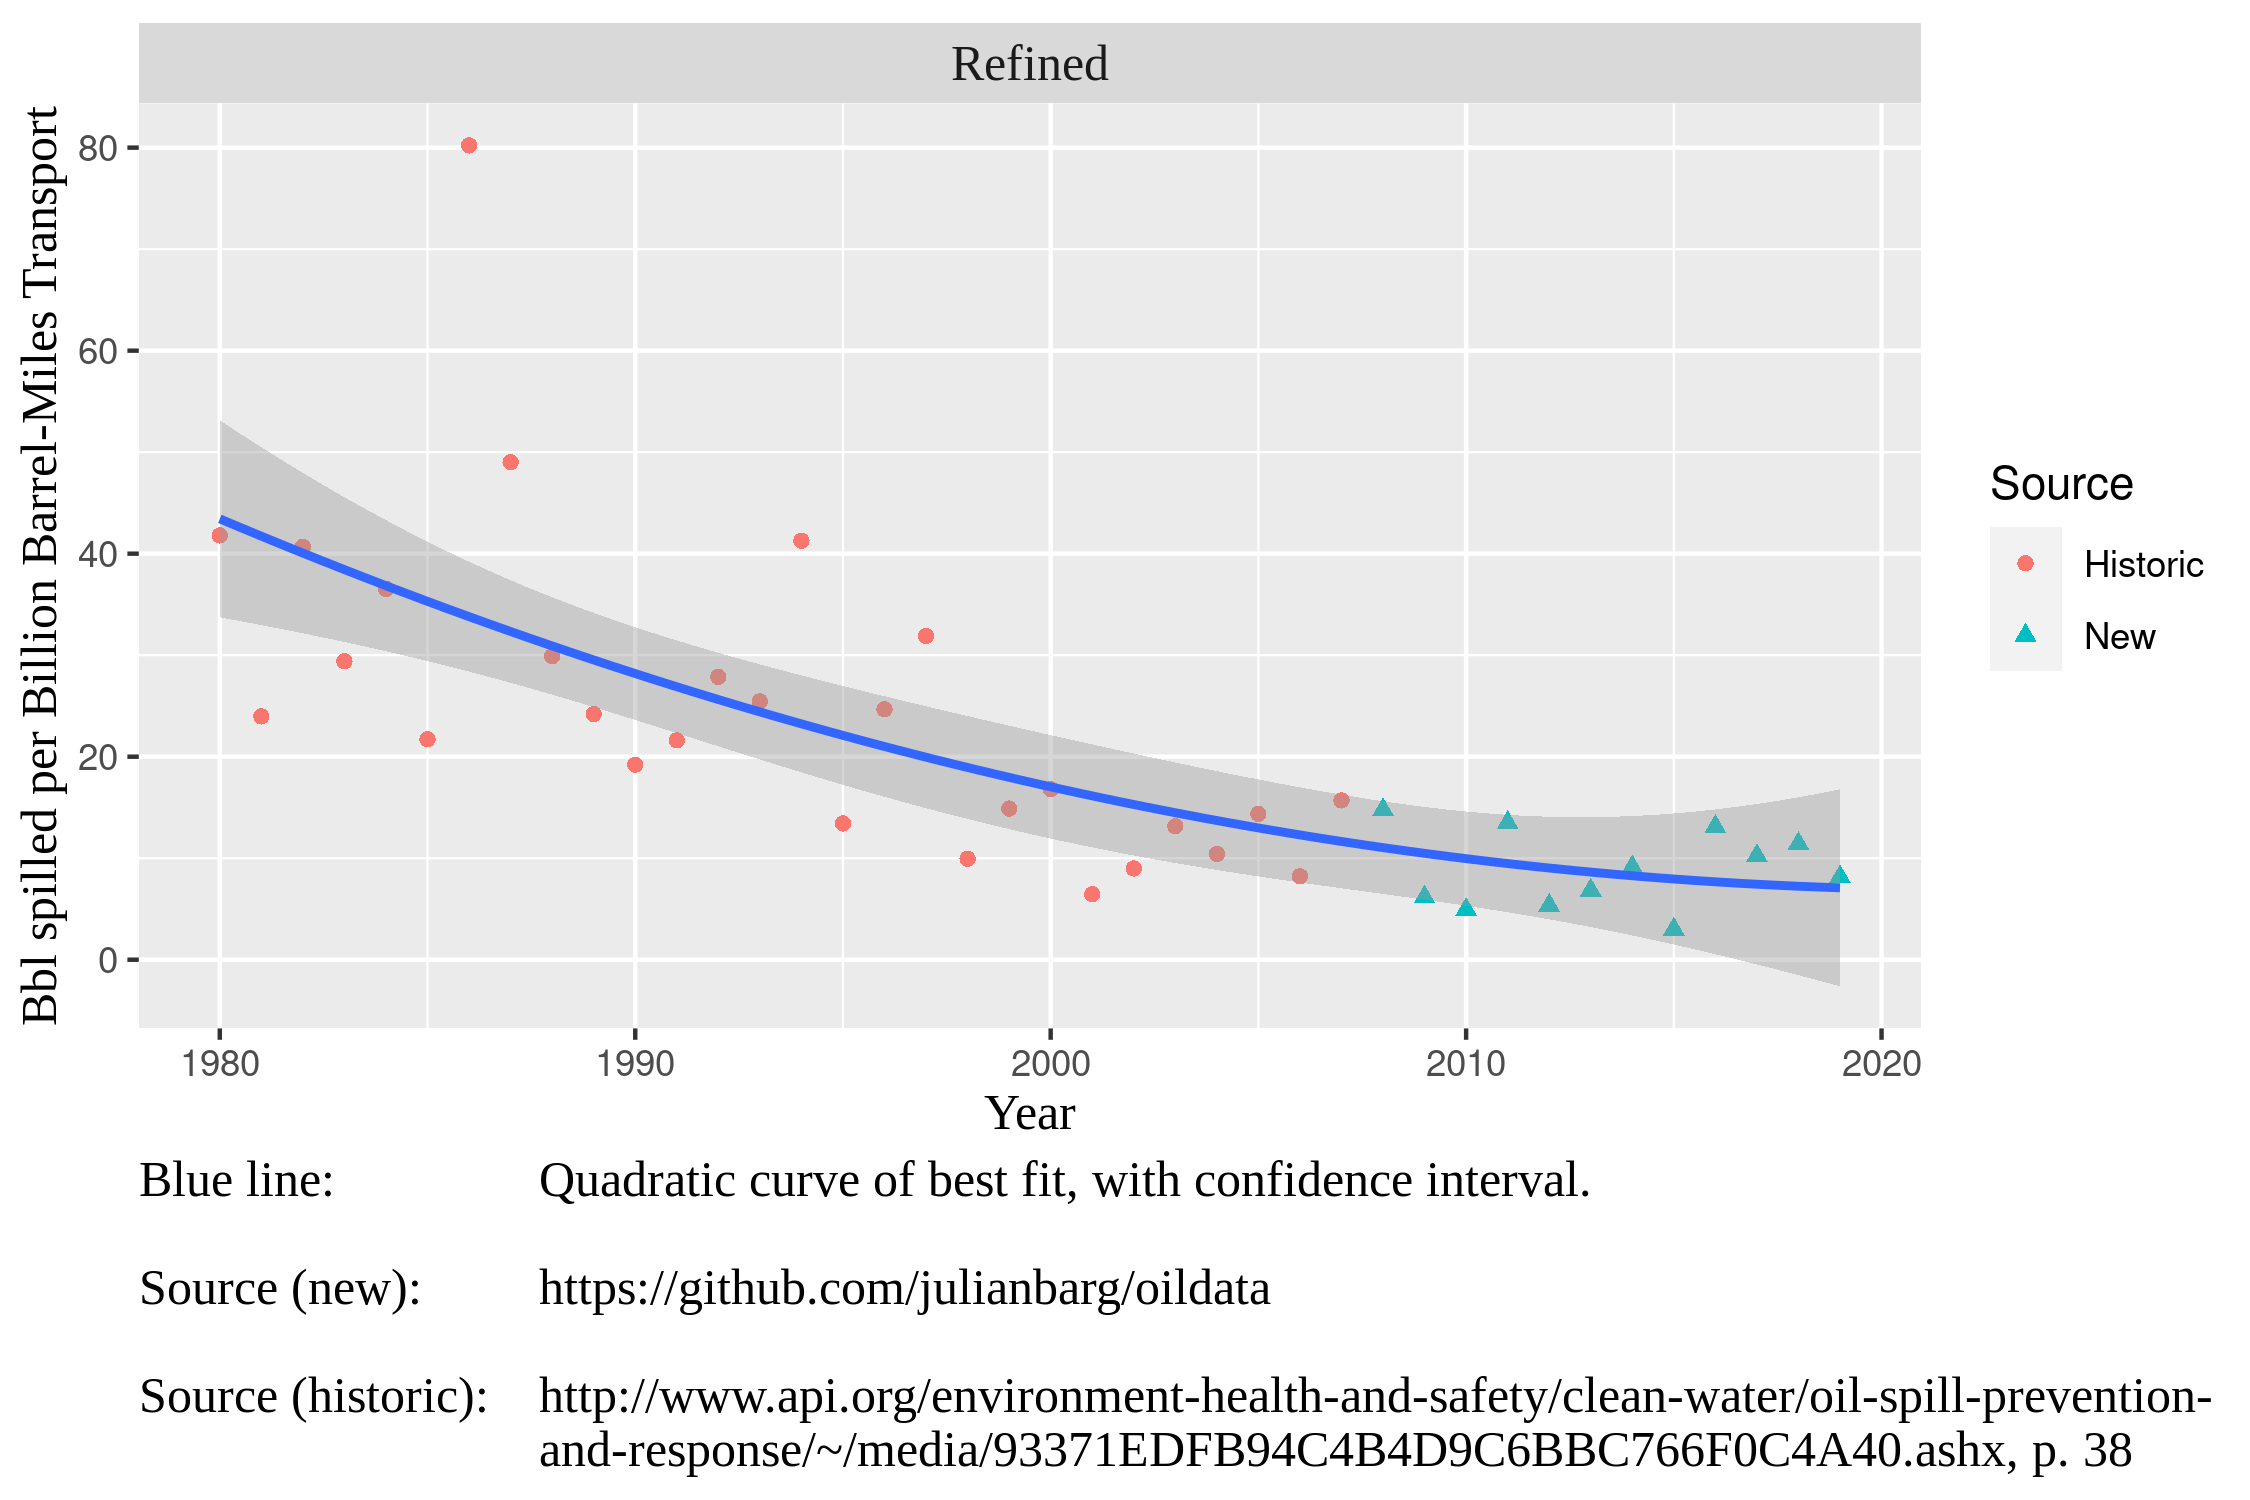 Refined
Bbl spilled per Billion Barrel-Miles Transport
80
60
40
20
0
1980
1990
2000
2010
2020
Year
Source
Historic
New
Blue line: Quadratic curve of best fit, with confidence interval.
Source (new): https://github.com/julianbarg/oildata
Source (historic): http://www.api.org/environment-health-and-safety/clean-water/oil-spill-prevention-
and-response/~/media/93371EDFB94C4B4D9C6BBC766F0C4A40.ashx, p. 38